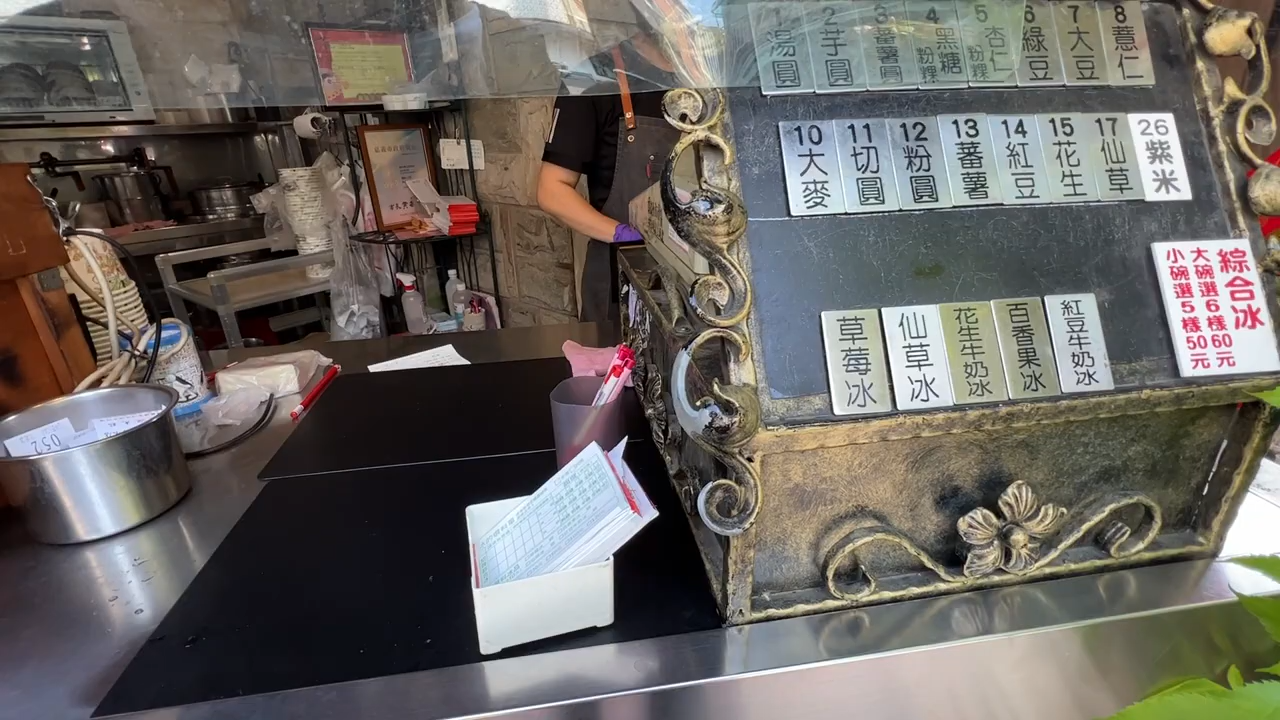 1 湯圓
2 芋圓
3 蕃薯圓
4 黑糖粉粿
5 杏仁粉粿
6 綠豆
7 大豆
8 薏仁
10 大麥
11 切圓
12 粉圓
13 蕃薯
14 紅豆
15 花生
17 仙草
26 紫米
草莓冰
仙草冰
花生牛奶冰
百香果冰
紅豆牛奶冰
綜合冰
大碗選6樣60元
小碗選5樣50元
052